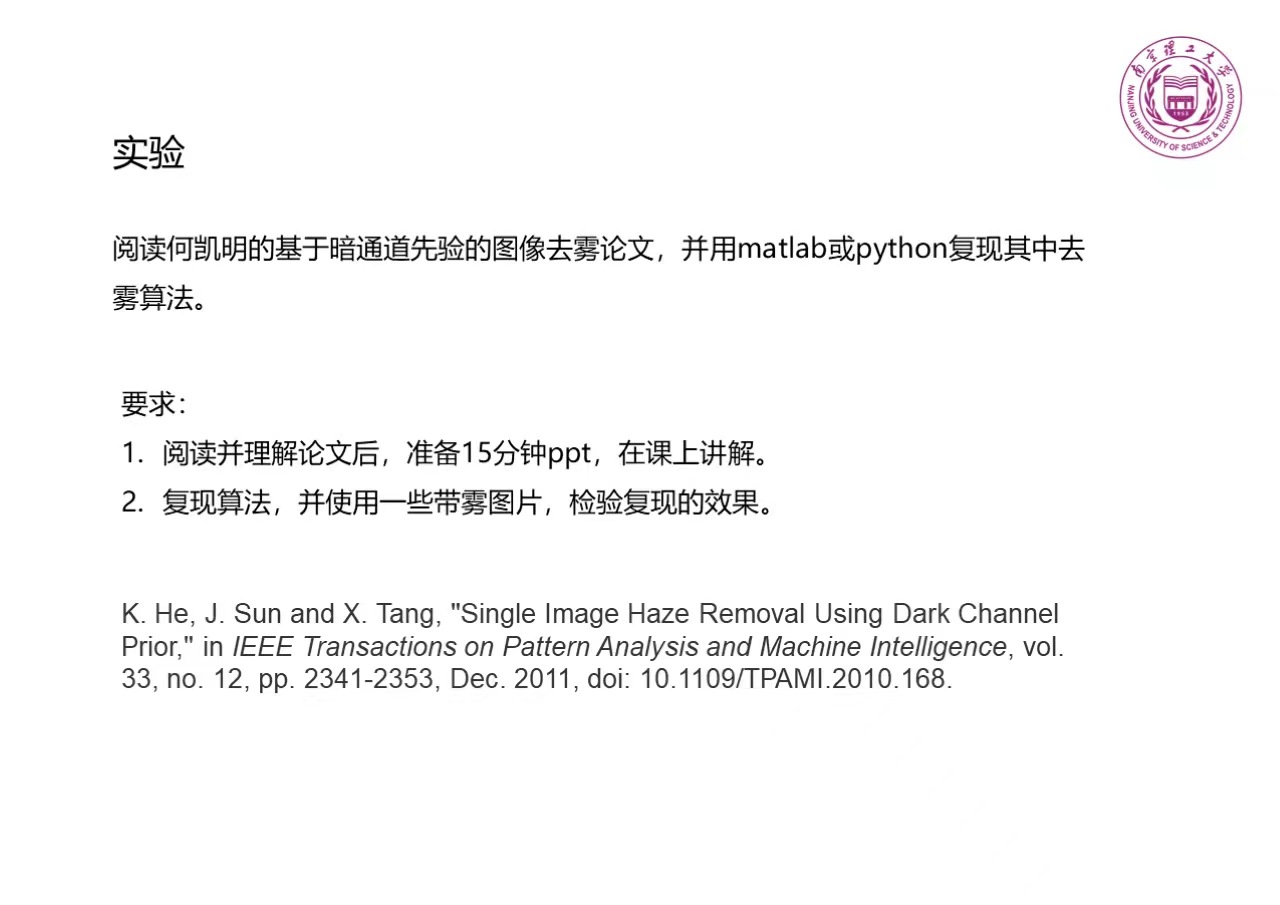 南京理工大学
NANJING UNIVERSITY OF SCIENCE & TECHNOLOGY
1953
实验
阅读何凯明的基于暗通道先验的图像去雾论文，并用matlab或python复现其中去
雾算法。
要求：
1. 阅读并理解论文后，准备15分钟ppt，在课上讲解。
2. 复现算法，并使用一些带雾图片，检验复现的效果。
K. He, J. Sun and X. Tang, "Single Image Haze Removal Using Dark Channel
Prior," in IEEE Transactions on Pattern Analysis and Machine Intelligence, vol.
33, no. 12, pp. 2341-2353, Dec. 2011, doi: 10.1109/TPAMI.2010.168.